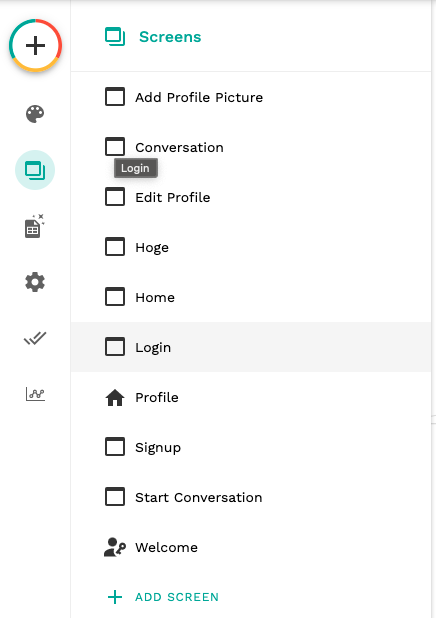 Screens
Add Profile Picture
Conversation
Login
Edit Profile
Hoge
Home
Login
Profile
Signup
Start Conversation
Welcome
ADD SCREEN